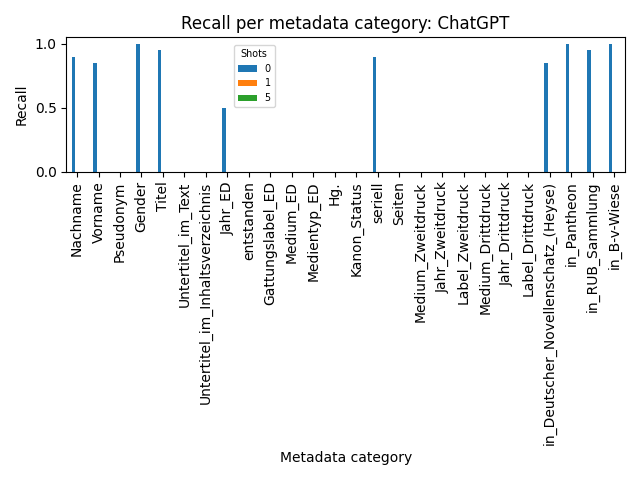 Recall per metadata category: ChatGPT
Recall
1.0
0.5
0.0
Shots
0
1
5
Nachname
Vorname
Pseudonym
Gender
Titel
Untertitel_im_Text
Untertitel_im_Inhaltsverzeichnis
Jahr_ED
entstanden
Gattungslabel_ED
Medium_ED
Medientyp_ED
Hg.
Kanon_Status
seriell
Seiten
Medium_Zweitdruck
Jahr_Zweitdruck
Label_Zweitdruck
Medium_Drittdruck
Jahr_Drittdruck
Label_Drittdruck
in_Deutscher_Novellenschatz_(Heyse)
in_Pantheon
in_RUB_Sammlung
in_B-v-Wiese
Metadata category